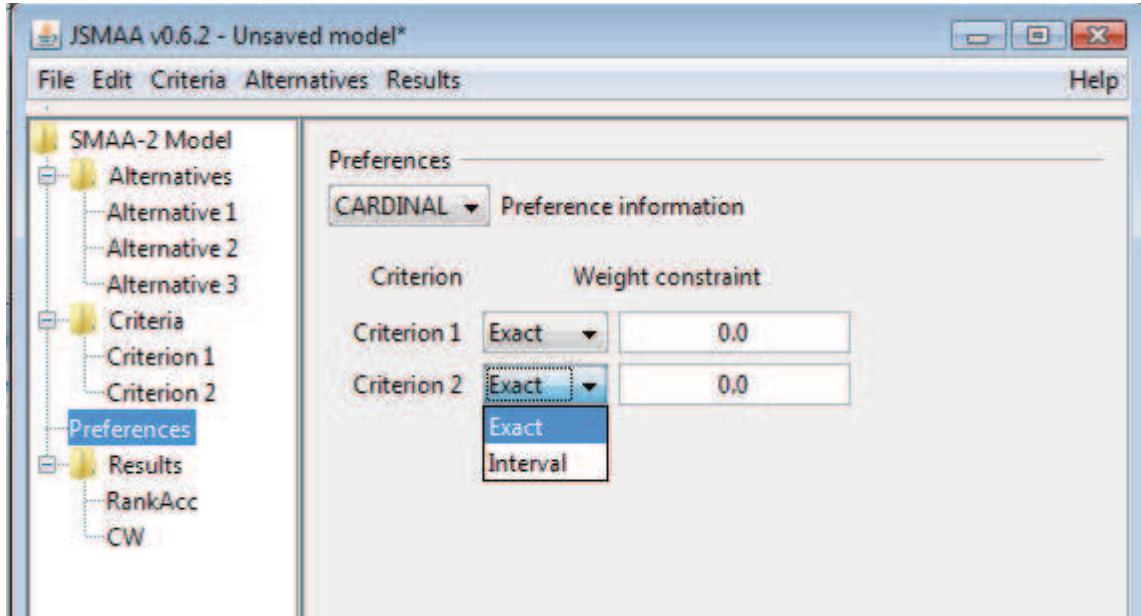 JSMAA v0.6.2 - Unsaved model*
File Edit Criteria Alternatives Results Help
SMAA-2 Model
Alternatives
Alternative 1
Alternative 2
Alternative 3
Criteria
Criterion 1
Criterion 2
Preferences
Results
RankAcc
CW
Preferences
CARDINAL Preference information
Criterion Weight constraint
Criterion 1 Exact 0.0
Criterion 2 Exact 0.0
Exact
Interval